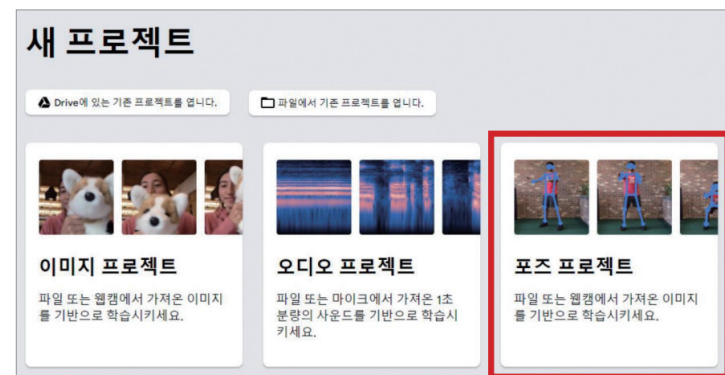 새 프로젝트
Drive에 있는 기존 프로젝트를 엽니다.
파일에서 기존 프로젝트를 엽니다.
이미지 프로젝트
파일 또는 웹캠에서 가져온 이미지
를 기반으로 학습시키세요.
오디오 프로젝트
파일 또는 마이크에서 가져온 1초
분량의 사운드를 기반으로 학습시
키세요.
포즈 프로젝트
파일 또는 웹캠에서 가져온 이미지
를 기반으로 학습시키세요.